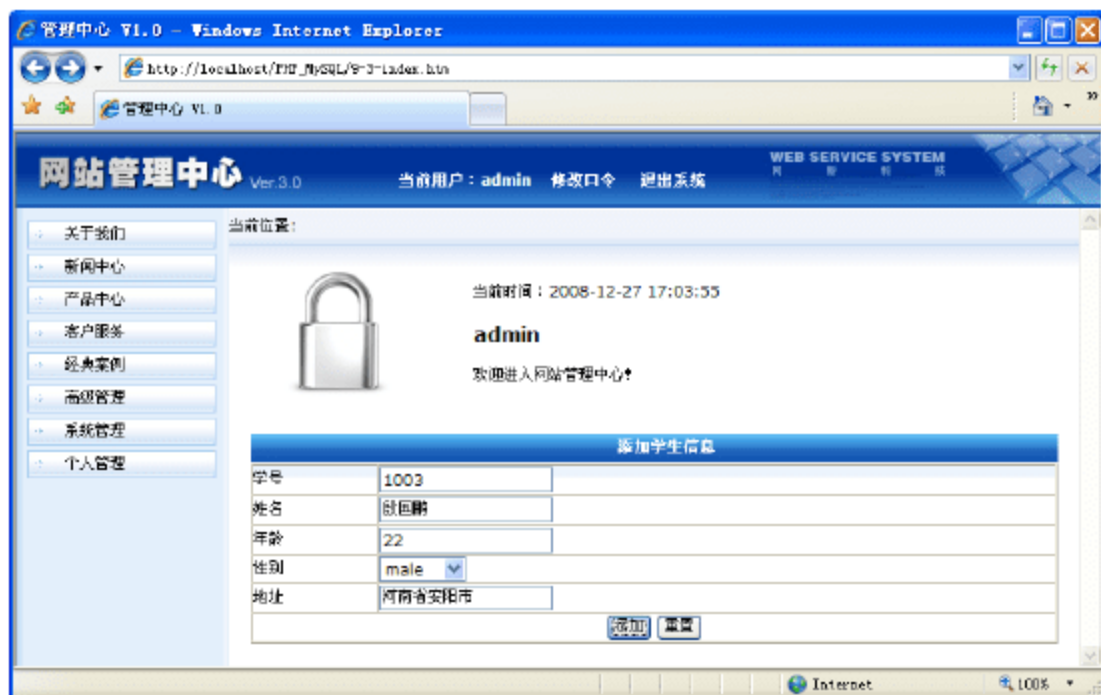 管理中心 V1.0 - Windows Internet Explorer
http://localhost/PHP_MySQL/9-3-index.htm
管理中心 V1.0
网站管理中心 Ver.3.0
当前用户：admin 修改口令 退出系统
WEB SERVICE SYSTEM
关于我们
新闻中心
产品中心
客户服务
经典案例
高级管理
系统管理
个人管理
当前位置：
当前时间：2008-12-27 17:03:55
admin
欢迎进入网站管理中心！
添加学生信息
学号 1003
姓名 殷国鹏
年龄 22
性别 male
地址 河南省安阳市
添加 重置
Internet 100%